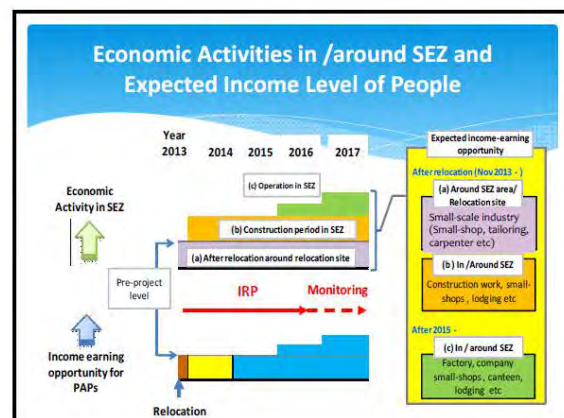 Economic Activities in /around SEZ and
Expected Income Level of People
Year
2013 2014 2015 2016 2017
Economic
Activity in SEZ
(c) Operation in SEZ
(b) Construction period in SEZ
(a) After relocation around relocation site
Pre-project
level
IRP Monitoring
Income earning
opportunity for
PAPs
Relocation
Expected income-earning
opportunity
After relocation (Nov 2013 - )
(a) Around SEZ area/
Relocation site
Small-scale industry
(Small-shop, tailoring,
carpenter etc)
(b) In /Around SEZ
Construction work, small-
shops , lodging etc
After 2015 -
(c) In / around SEZ
Factory, company
small-shops , canteen,
lodging etc